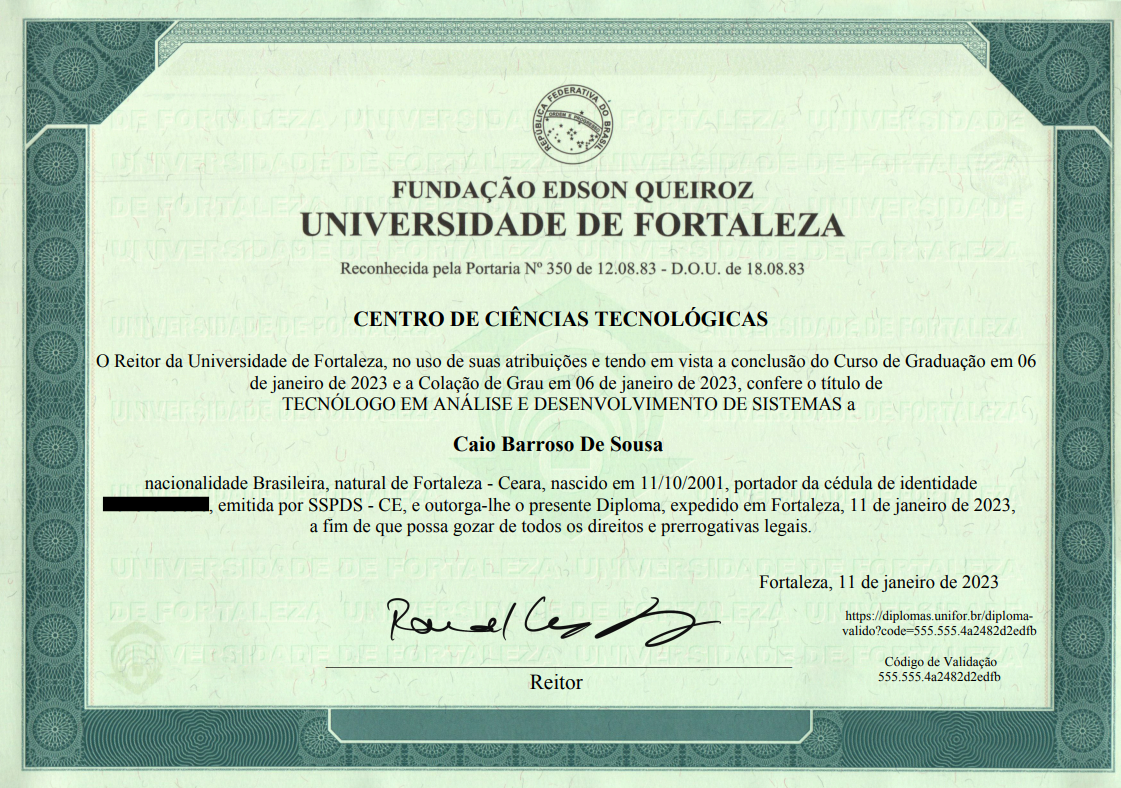 REPÚBLICA FEDERATIVA DO BRASIL
ORDEM E PROGRESSO
FUNDAÇÃO EDSON QUEIROZ
UNIVERSIDADE DE FORTALEZA
Reconhecida pela Portaria Nº 350 de 12.08.83 - D.O.U. de 18.08.83
CENTRO DE CIÊNCIAS TECNOLÓGICAS
O Reitor da Universidade de Fortaleza, no uso de suas atribuições e tendo em vista a conclusão do Curso de Graduação em 06
de janeiro de 2023 e a Colação de Grau em 06 de janeiro de 2023, confere o título de
TECNÓLOGO EM ANÁLISE E DESENVOLVIMENTO DE SISTEMAS a
Caio Barroso De Sousa
nacionalidade Brasileira, natural de Fortaleza - Ceara, nascido em 11/10/2001, portador da cédula de identidade
, emitida por SSPDS - CE, e outorga-lhe o presente Diploma, expedido em Fortaleza, 11 de janeiro de 2023,
a fim de que possa gozar de todos os direitos e prerrogativas legais.
Fortaleza, 11 de janeiro de 2023
https://diplomas.unifor.br/diploma-
valido?code=555.555.4a2482d2edfb
Código de Validação
555.555.4a2482d2edfb
Reitor